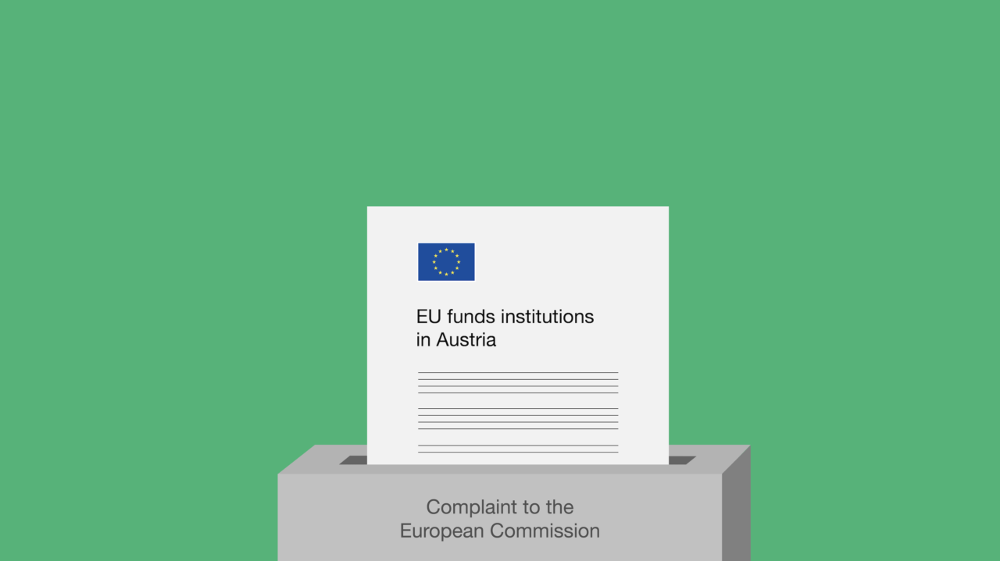 EU funds institutions
in Austria
Complaint to the
European Commission